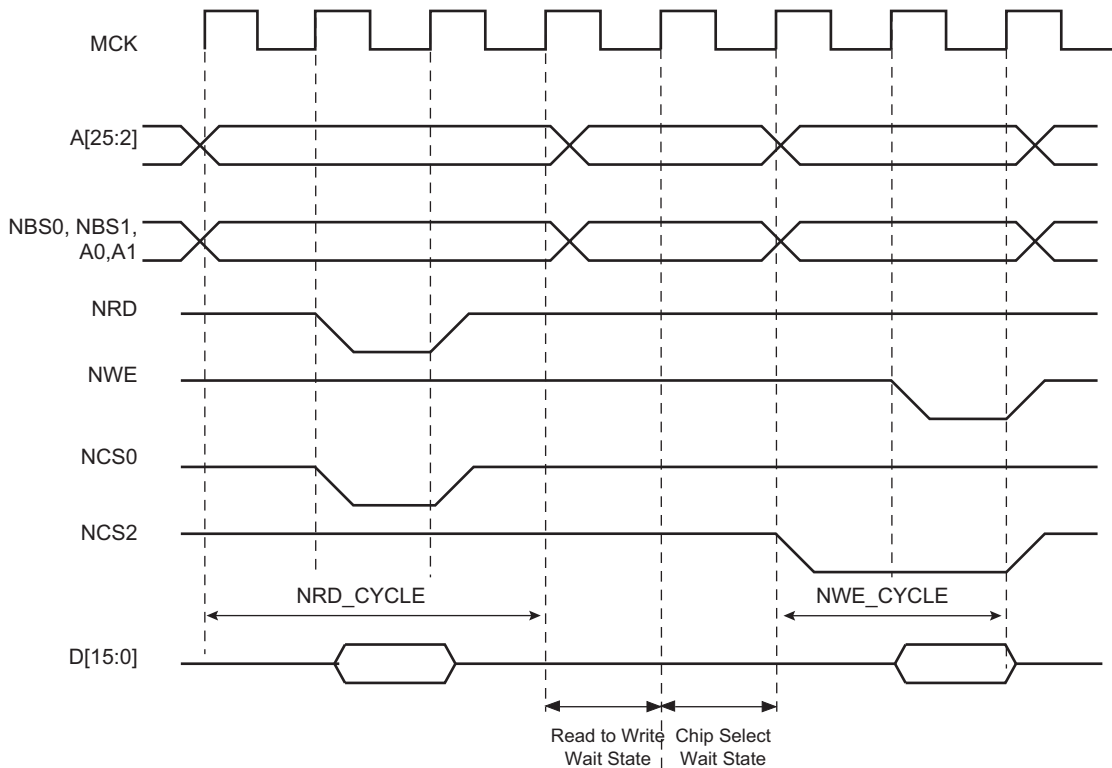 MCK
A[25:2]
NBS0, NBS1,
A0,A1
NRD
NWE
NCS0
NCS2
NRD_CYCLE
NWE_CYCLE
D[15:0]
Read to Write
Wait State
Chip Select
Wait State